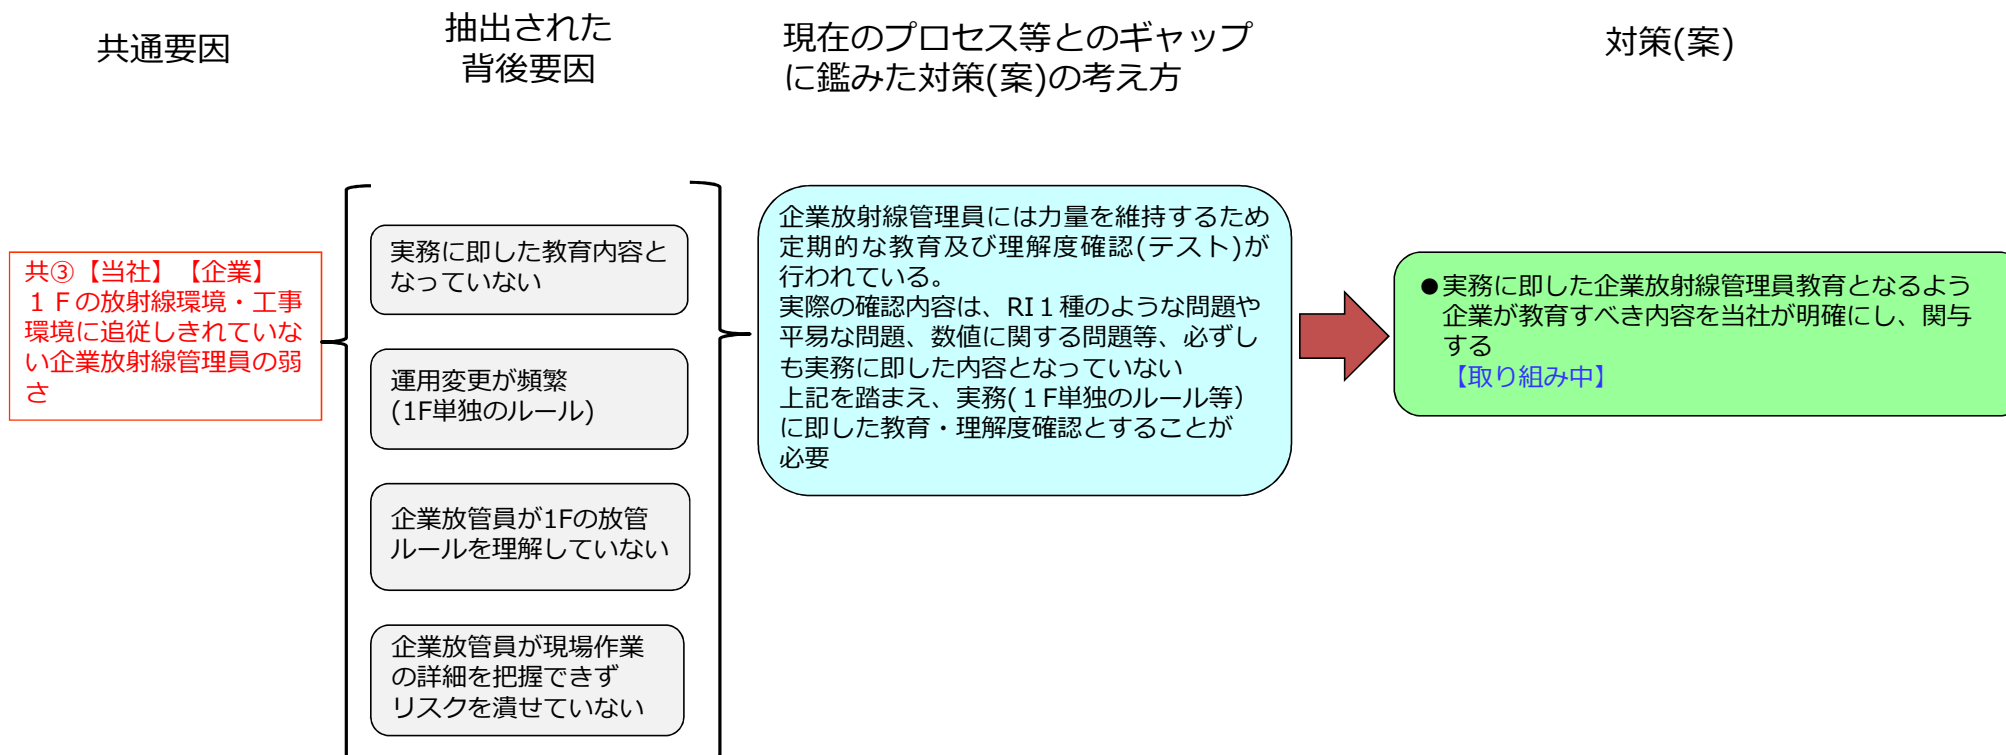 共通要因
抽出された
背後要因
現在のプロセス等とのギャップ
に鑑みた対策(案)の考え方
対策(案)
共③【当社】【企業】
１Ｆの放射線環境・工事
環境に追従しきれていな
い企業放射線管理員の弱
さ
実務に即した教育内容と
なっていない
運用変更が頻繁
(1F単独のルール)
企業放管員が1Fの放管
ルールを理解していない
企業放管員が現場作業
の詳細を把握できず
リスクを潰せていない
企業放射線管理員には力量を維持するため
定期的な教育及び理解度確認(テスト)が
行われている。
実際の確認内容は、RI１種のような問題や
平易な問題、数値に関する問題等、必ずし
も実務に即した内容となっていない
上記を踏まえ、実務(１F単独のルール等）
に即した教育・理解度確認とすることが
必要
●実務に即した企業放射線管理員教育となるよう
企業が教育すべき内容を当社が明確にし、関与
する
【取り組み中】